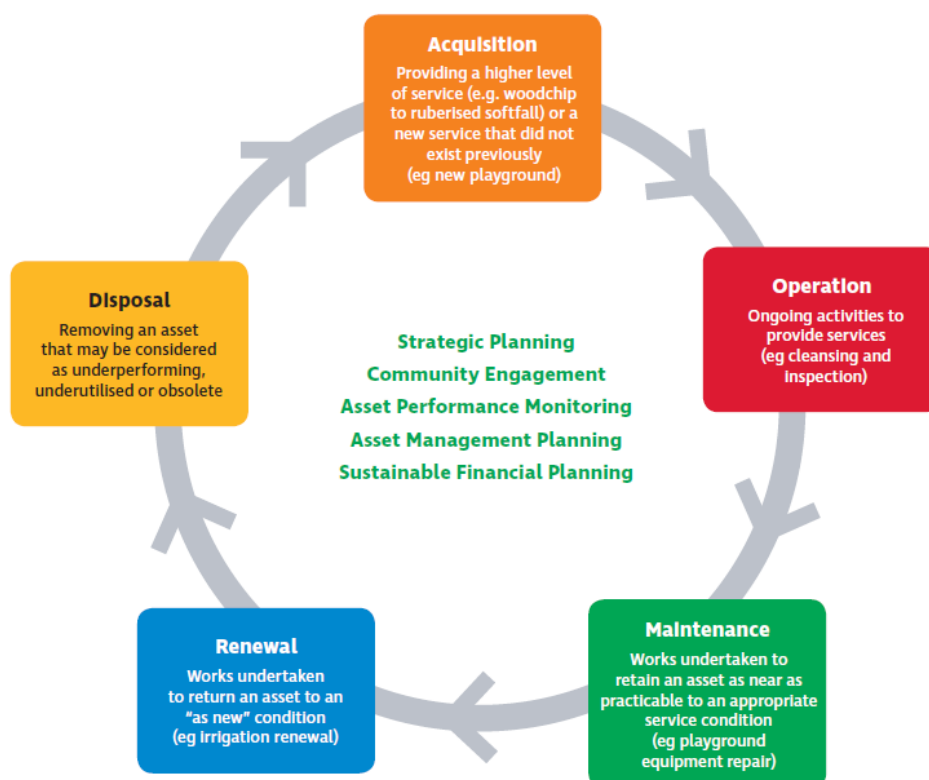 Acquisition
Providing a higher level
of service (e.g. woodchip
to ruberised softfall) or a
new service that did not
exist previously
(eg new playground)
Operation
Ongoing activities to
provide services
(eg cleansing and
inspection)
Maintenance
Works undertaken to
retain an asset as near as
practicable to an appropriate
service condition
(eg playground
equipment repair)
Renewal
Works undertaken
to return an asset to an
“as new” condition
(eg irrigation renewal)
Disposal
Removing an asset
that may be considered
as underperforming,
underutilised or obsolete
Strategic Planning
Community Engagement
Asset Performance Monitoring
Asset Management Planning
Sustainable Financial Planning